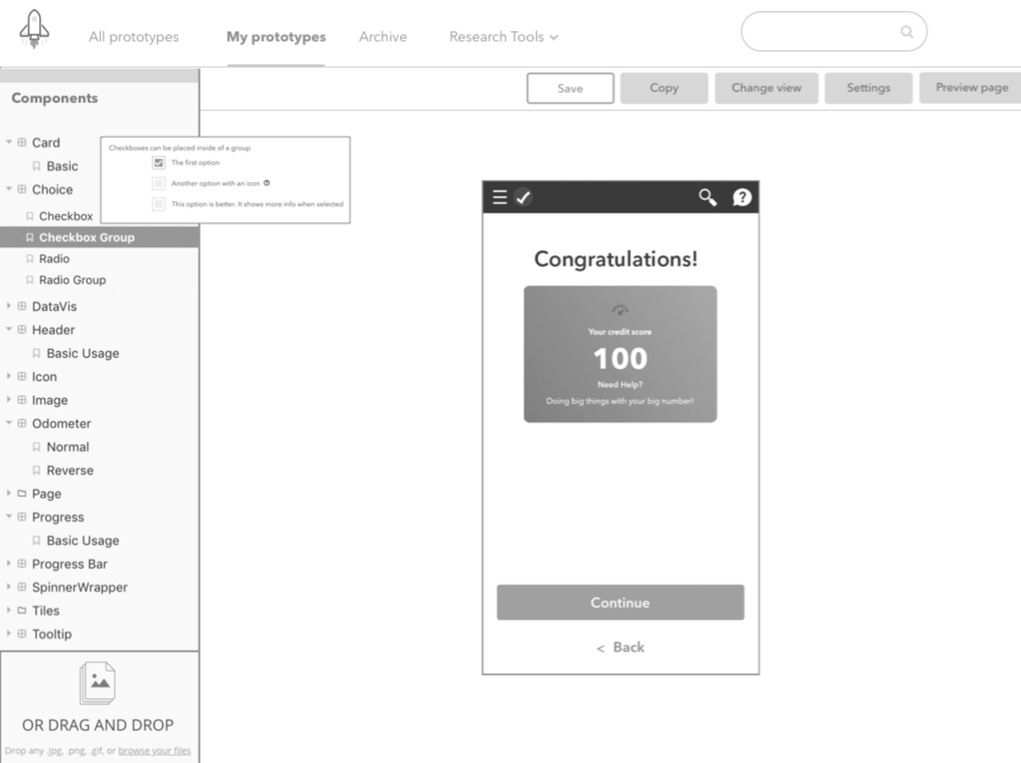 All prototypes
My prototypes
Archive
Research Tools
Save
Copy
Change view
Settings
Preview page
Components
Card
Basic
Choice
Checkbox
Checkbox Group
Radio
Radio Group
DataVis
Header
Basic Usage
Icon
Image
Odometer
Normal
Reverse
Page
Progress
Basic Usage
Progress Bar
SpinnerWrapper
Tiles
Tooltip
OR DRAG AND DROP
Drop any .jpg, .png, .gif, or browse your files
Checkboxes can be placed inside of a group
The first option
Another option with an icon
This option is better. It shows more info when selected
Congratulations!
Your credit score
100
Need Help?
Doing big things with your big number!
Continue
< Back